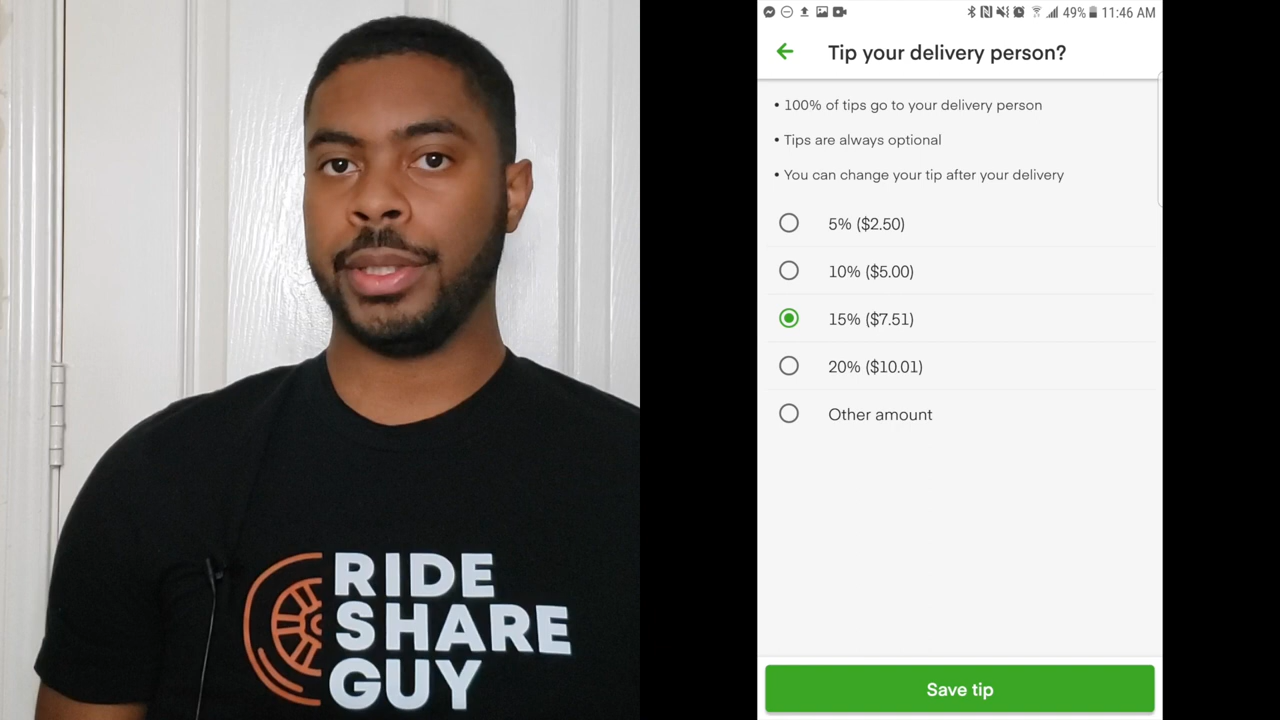 RIDE
SHARE
GUY
49% 11:46 AM
Tip your delivery person?
• 100% of tips go to your delivery person
• Tips are always optional
• You can change your tip after your delivery
5% ($2.50)
10% ($5.00)
15% ($7.51)
20% ($10.01)
Other amount
Save tip